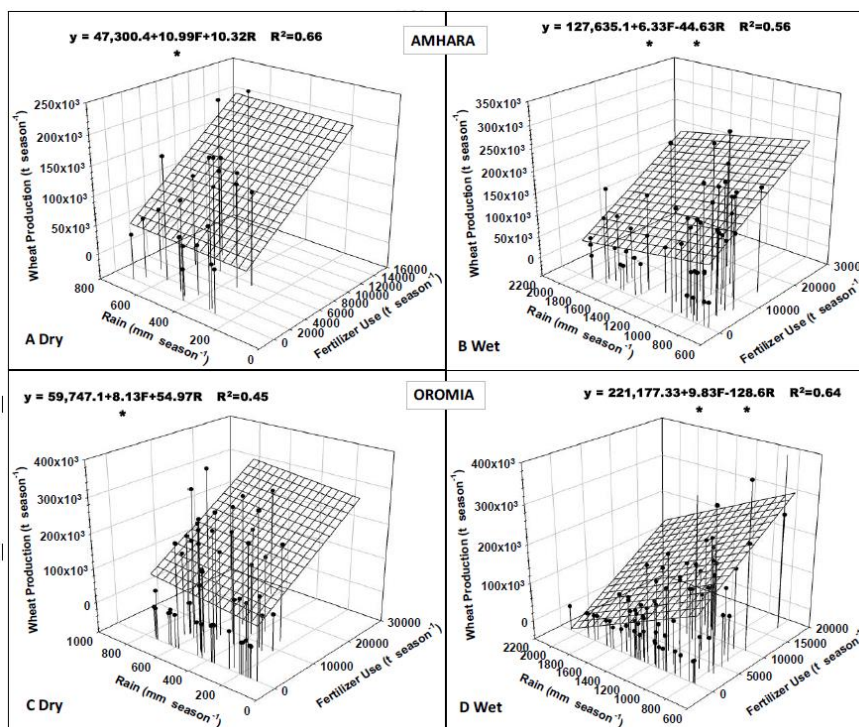 AMHARA
y = 47,300.4+10.99F+10.32R R²=0.66
*
250x10³
200x10³
150x10³
100x10³
50x10³
0
Wheat Production (t season⁻¹)
800
600
400
200
0
Rain (mm season⁻¹)
0
2000
4000
6000
8000
10000
12000
14000
16000
Fertilizer Use (t season⁻¹)
A Dry
y = 127,635.1+6.33F-44.63R R²=0.56
* *
350x10³
300x10³
250x10³
200x10³
150x10³
100x10³
50x10³
0
Wheat Production (t season⁻¹)
2200
2000
1800
1600
1400
1200
1000
800
600
Rain (mm season⁻¹)
0
10000
20000
3000
Fertilizer Use (t season⁻¹)
B Wet
OROMIA
y = 59,747.1+8.13F+54.97R R²=0.45
*
400x10³
300x10³
200x10³
100x10³
0
Wheat Production (t season⁻¹)
1000
800
600
400
200
0
Rain (mm season⁻¹)
0
10000
20000
30000
Fertilizer Use (t season⁻¹)
C Dry
y = 221,177.33+9.83F-128.6R R²=0.64
* *
400x10³
300x10³
200x10³
100x10³
0
Wheat Production (t season⁻¹)
2200
2000
1800
1600
1400
1200
1000
800
600
Rain (mm season⁻¹)
0
5000
10000
15000
20000
Fertilizer Use (t season⁻¹)
D Wet